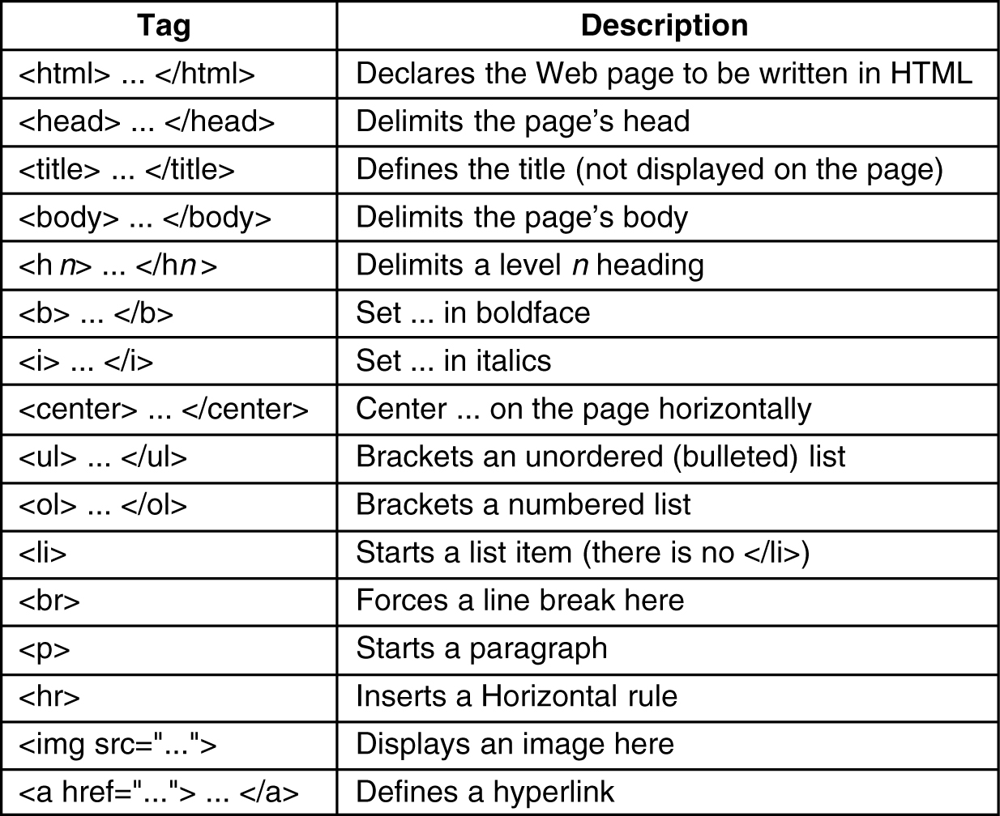 Tag Description
<html> ... </html> Declares the Web page to be written in HTML
<head> ... </head> Delimits the page’s head
<title> ... </title> Defines the title (not displayed on the page)
<body> ... </body> Delimits the page’s body
<h n> ... </hn> Delimits a level n heading
<b> ... </b> Set ... in boldface
<i> ... </i> Set ... in italics
<center> ... </center> Center ... on the page horizontally
<ul> ... </ul> Brackets an unordered (bulleted) list
<ol> ... </ol> Brackets a numbered list
<li> Starts a list item (there is no </li>)
<br> Forces a line break here
<p> Starts a paragraph
<hr> Inserts a Horizontal rule
<img src="..."> Displays an image here
<a href="..."> ... </a> Defines a hyperlink